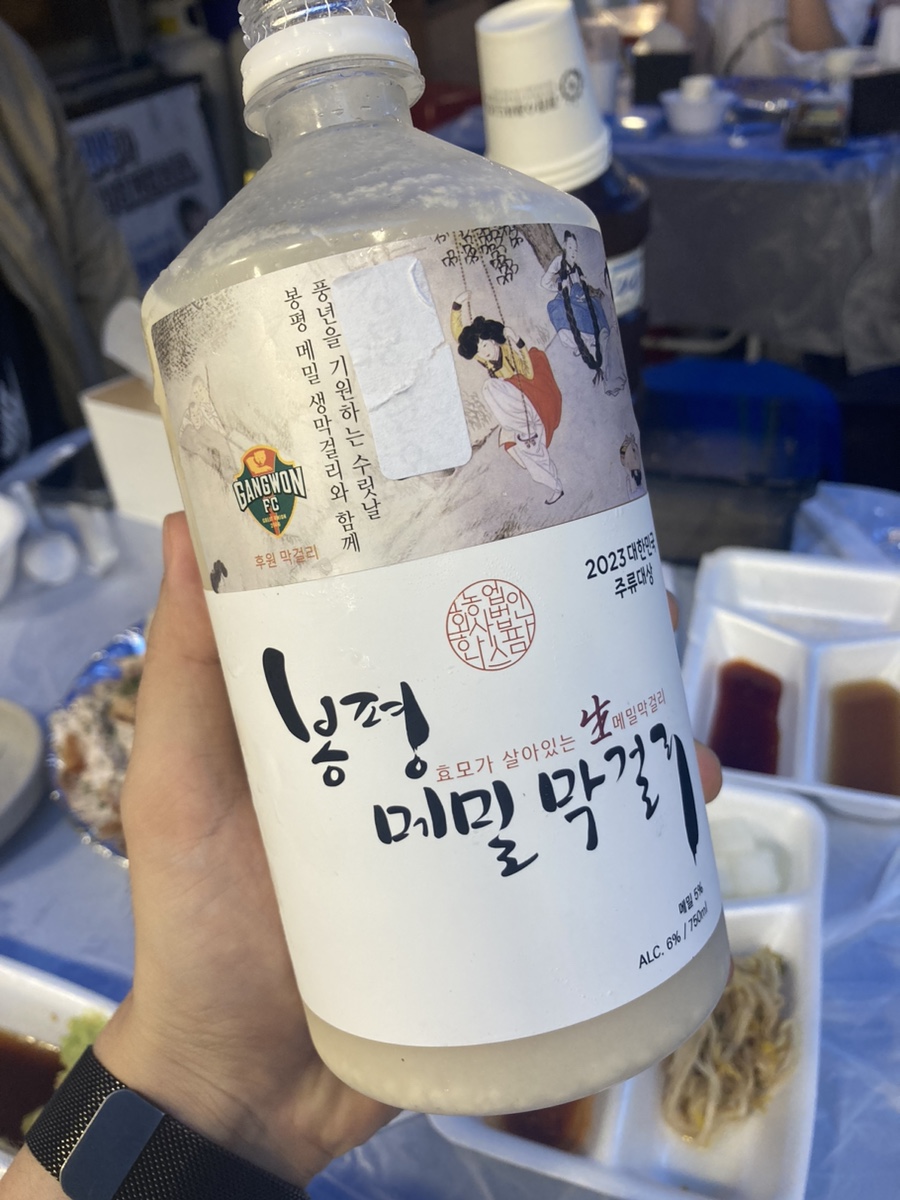 풍년을 기원하는 수릿날
봉평 메밀 생막걸리와 함께
GANGWON
FC
후원 막걸리
2023 대한민국
주류대상
농업인
회사법인
봉평
효모가 살아있는 生 메밀막걸리
메밀 막걸리
메밀 5%
ALC. 6% / 750ml